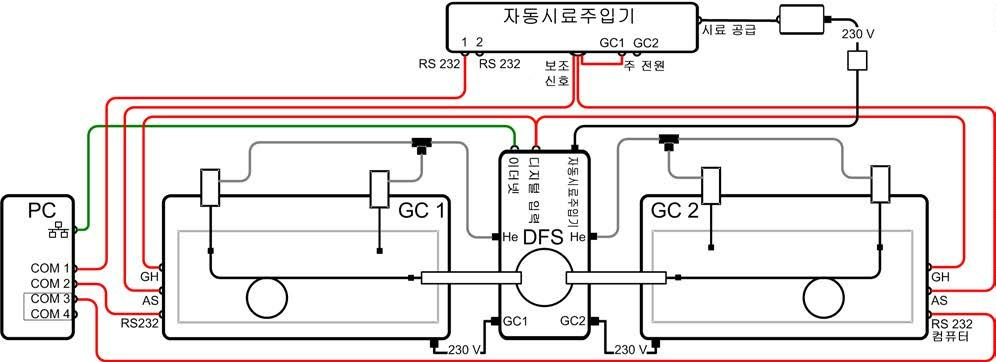 자동시료주입기
1 2
GC1 GC2
RS 232
RS 232
보조
신호
주 전원
시료 공급
230 V
PC
COM 1
COM 2
COM 3
COM 4
GH
AS
RS232
GC 1
230 V
이더넷
디지털 입력
자동시료주입기
He
DFS
He
GC1
GC2
230 V
GC 2
GH
AS
RS 232
컴퓨터